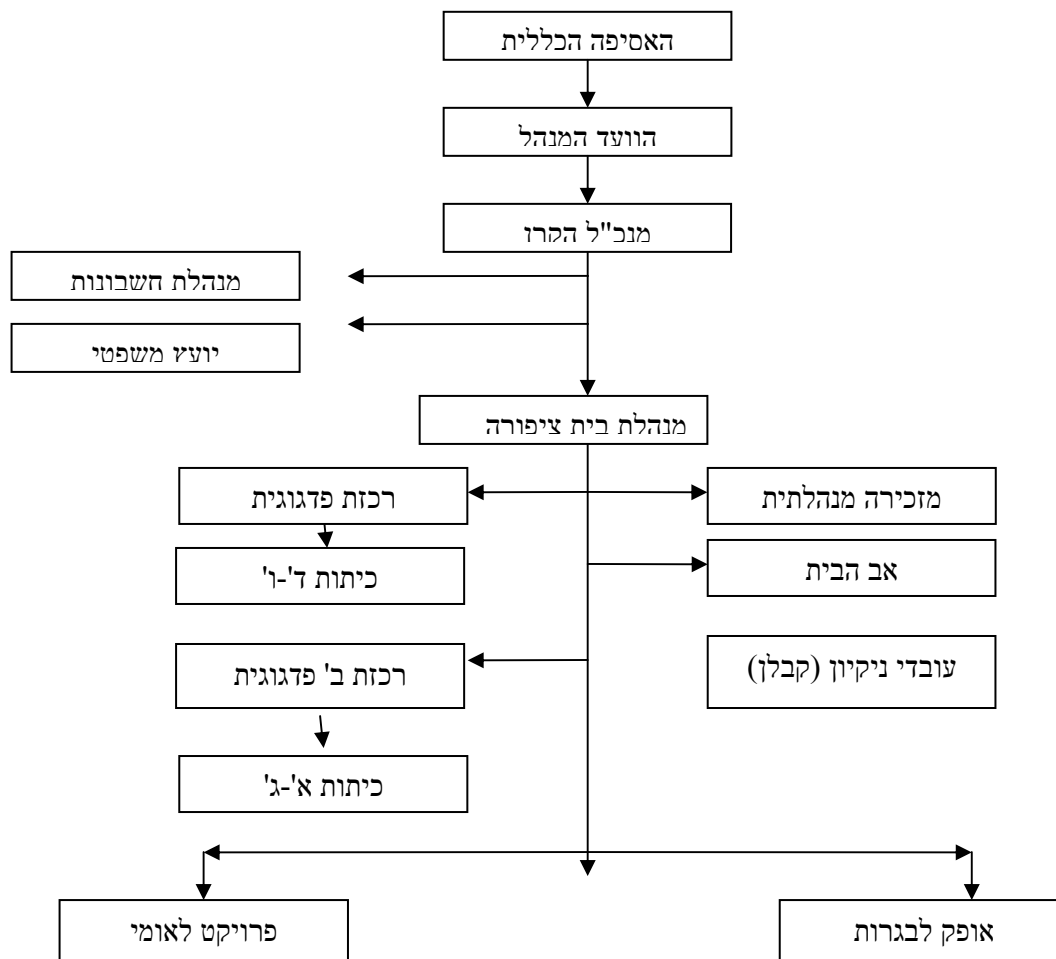 האסיפה הכללית
הוועד המנהל
מנכ"ל הקרן
מנהלת חשבונות
יועץ משפטי
מנהלת בית ציפורה
מזכירה מנהלתית
רכזת פדגוגית
אב הבית
כיתות ד'-ו'
עובדי ניקיון (קבלן)
רכזת ב' פדגוגית
כיתות א'-ג'
אופק לבגרות
פרויקט לאומי